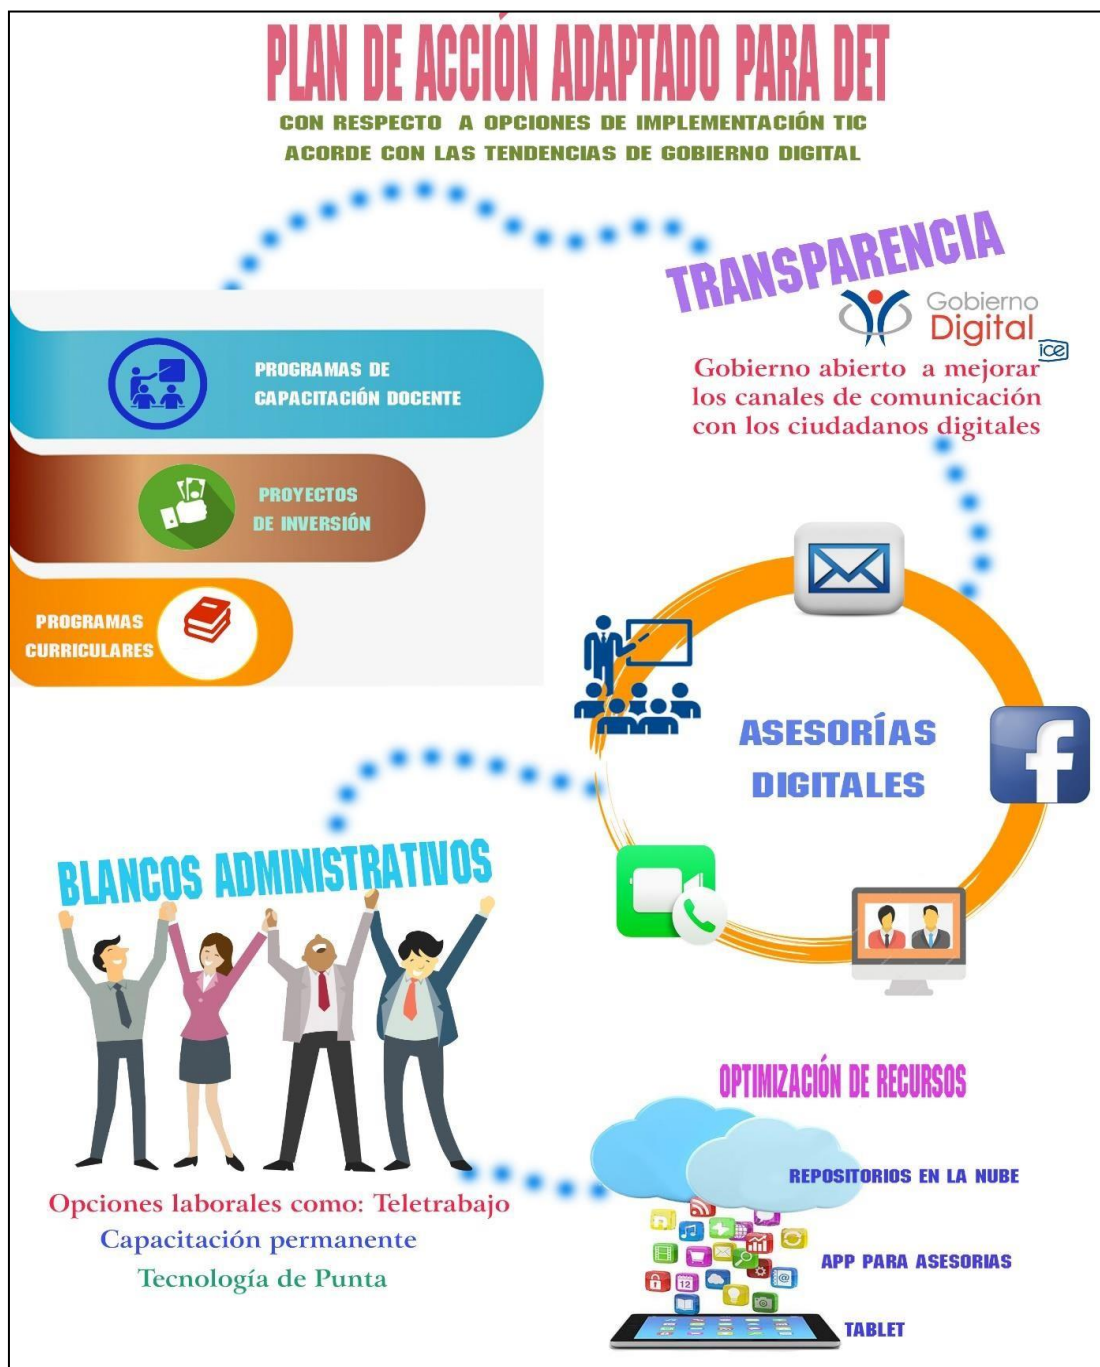 PLAN DE ACCIÓN ADAPTADO PARA DET
CON RESPECTO A OPCIONES DE IMPLEMENTACIÓN TIC
ACORDE CON LAS TENDENCIAS DE GOBIERNO DIGITAL
PROGRAMAS DE
CAPACITACIÓN DOCENTE
PROYECTOS
DE INVERSIÓN
PROGRAMAS
CURRICULARES
TRANSPARENCIA
Gobierno
Digital
ice
Gobierno abierto a mejorar
los canales de comunicación
con los ciudadanos digitales
ASESORÍAS
DIGITALES
BLANCOS ADMINISTRATIVOS
Opciones laborales como: Teletrabajo
Capacitación permanente
Tecnología de Punta
OPTIMIZACIÓN DE RECURSOS
REPOSITORIOS EN LA NUBE
APP PARA ASESORIAS
12
TABLET